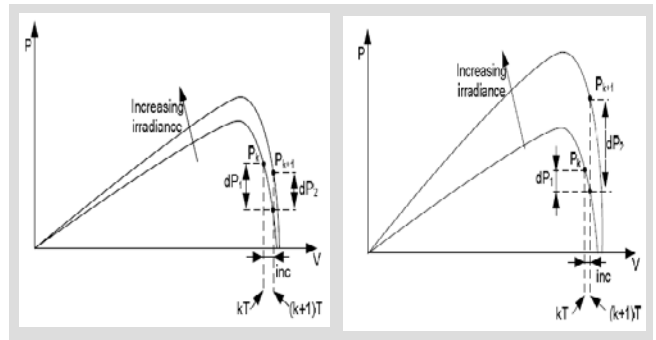 P
Increasing
irradiance
Pk
Pk+1
dP1
dP2
V
inc
kT
(k+1)T
P
Increasing
irradiance
Pk+1
Pk
dP1
dP2
V
inc
kT
(k+1)T